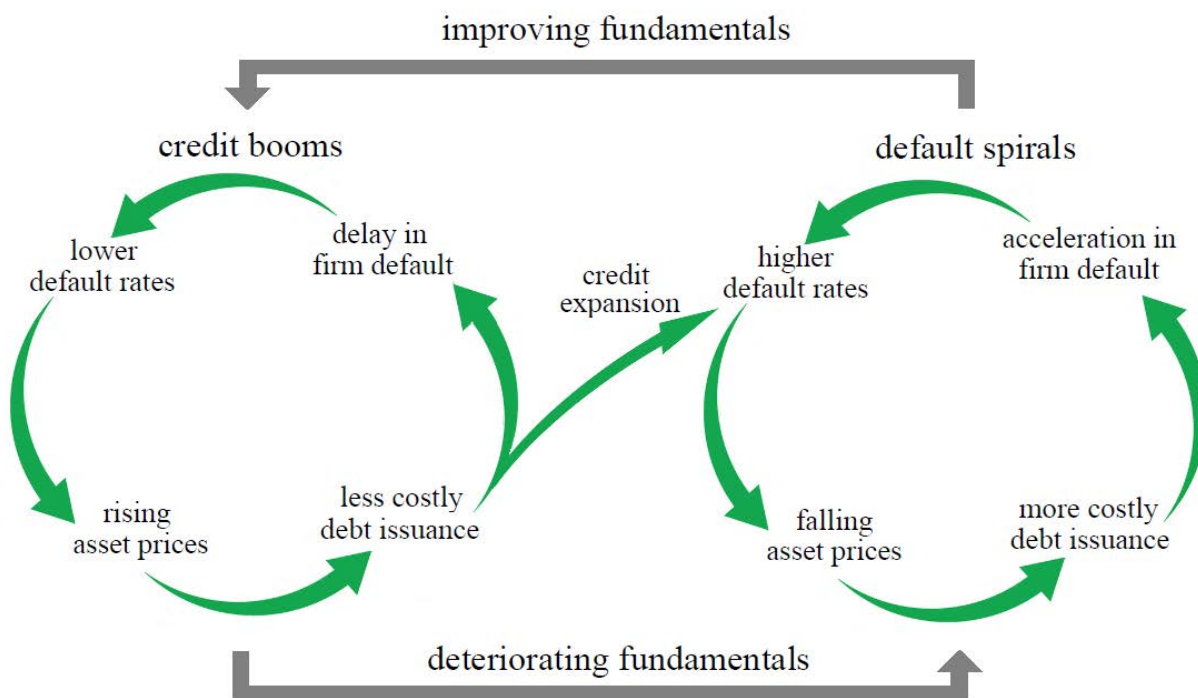 improving fundamentals
credit booms
default spirals
lower
default rates
delay in
firm default
credit
expansion
higher
default rates
acceleration in
firm default
rising
asset prices
less costly
debt issuance
falling
asset prices
more costly
debt issuance
deteriorating fundamentals